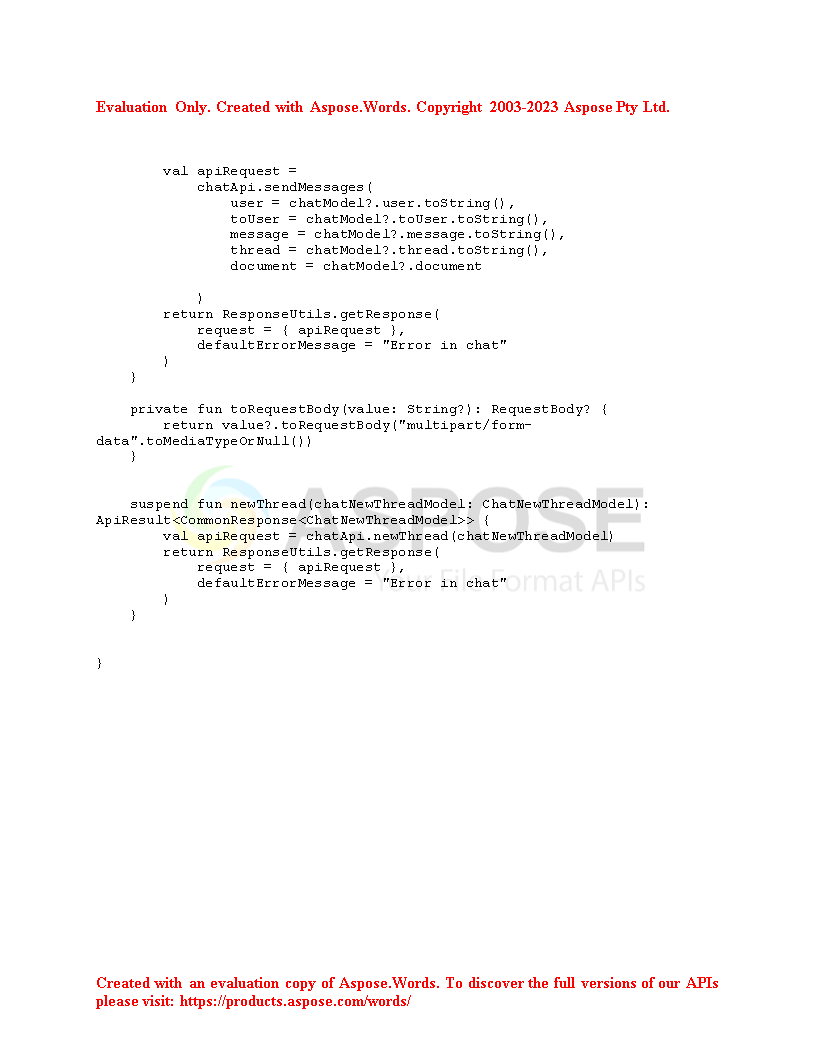 Evaluation Only. Created with Aspose.Words. Copyright 2003-2023 Aspose Pty Ltd.
        val apiRequest =
            chatApi.sendMessages(
                user = chatModel?.user.toString(),
                toUser = chatModel?.toUser.toString(),
                message = chatModel?.message.toString(),
                thread = chatModel?.thread.toString(),
                document = chatModel?.document
            )
        return ResponseUtils.getResponse(
            request = { apiRequest },
            defaultErrorMessage = "Error in chat"
        )
    }
    private fun toRequestBody(value: String?): RequestBody? {
        return value?.toRequestBody("multipart/form-
data".toMediaTypeOrNull())
    }
    suspend fun newThread(chatNewThreadModel: ChatNewThreadModel):
ApiResult<CommonResponse<ChatNewThreadModel>> {
        val apiRequest = chatApi.newThread(chatNewThreadModel)
        return ResponseUtils.getResponse(
            request = { apiRequest },
            defaultErrorMessage = "Error in chat"
        )
    }
}
ASPOSE
Your File Format APIs
Created with an evaluation copy of Aspose.Words. To discover the full versions of our APIs
please visit: https://products.aspose.com/words/